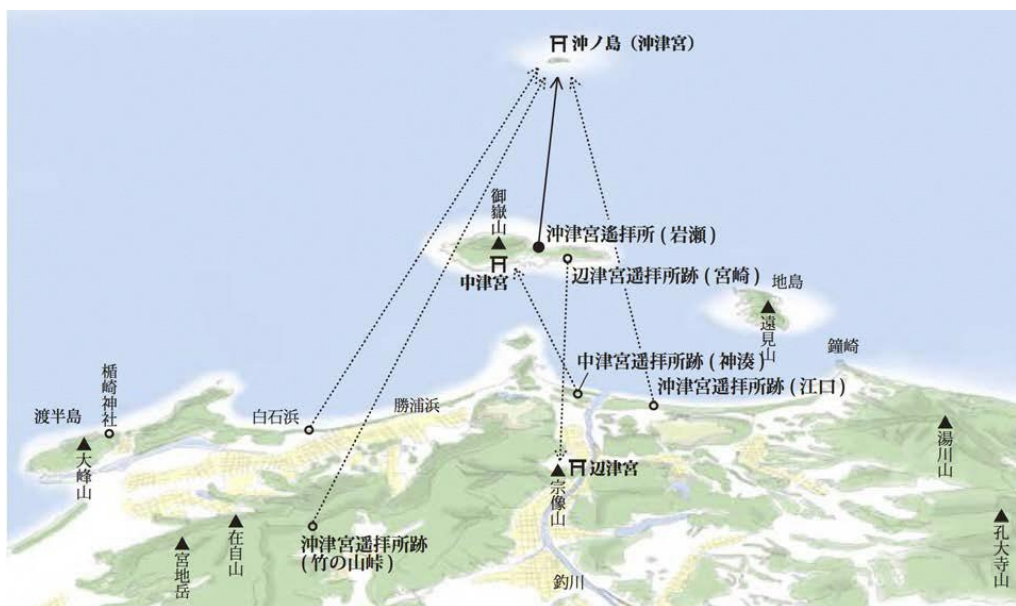 沖ノ島（沖津宮）
御嶽山
沖津宮遙拝所 ( 岩瀬 )
辺津宮遥拝所跡 ( 宮崎 )
中津宮
地島
遠見山
鐘崎
中津宮遥拝所跡 ( 神湊 )
沖津宮遥拝所跡 ( 江口 )
楯崎神社
渡半島
大峰山
白石浜
勝浦浜
湯川山
辺津宮
宗像山
沖津宮遥拝所跡
( 竹の山峠 )
在自山
宮地岳
釣川
孔大寺山